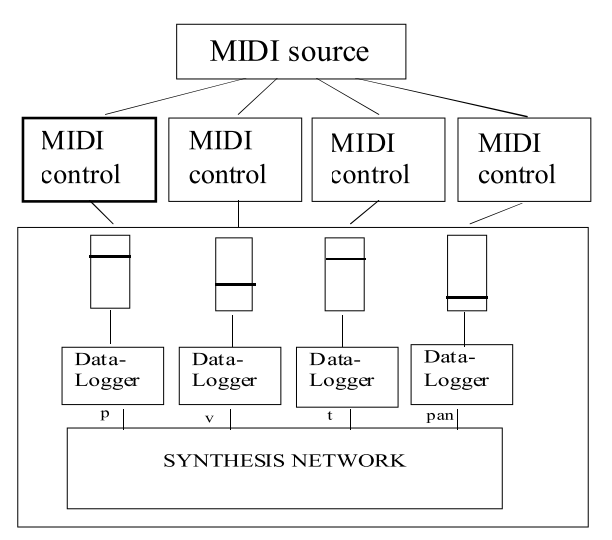 MIDI source
MIDI
control
MIDI
control
MIDI
control
MIDI
control
Data-
Logger
Data-
Logger
Data-
Logger
Data-
Logger
p
v
t
pan
SYNTHESIS NETWORK